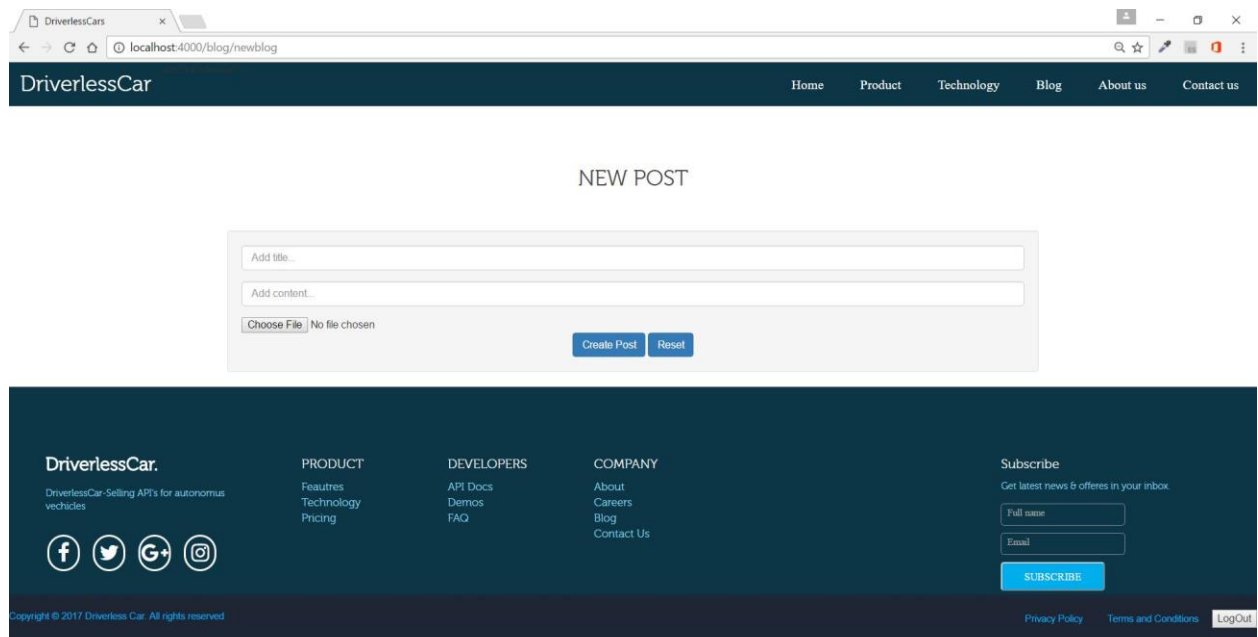 DriverlessCars
localhost:4000/blog/newblog
DriverlessCar
Home Product Technology Blog About us Contact us
NEW POST
Add title...
Add content...
Choose File No file chosen
Create Post Reset
DriverlessCar.
DriverlessCar-Selling API's for autonomus
vechicles
PRODUCT
Feautres
Technology
Pricing
DEVELOPERS
API Docs
Demos
FAQ
COMPANY
About
Careers
Blog
Contact Us
Subscribe
Get latest news & offeres in your inbox.
Full name
Email
SUBSCRIBE
Copyright © 2017 Driverless Car. All rights reserved
Privacy Policy Terms and Conditions LogOut